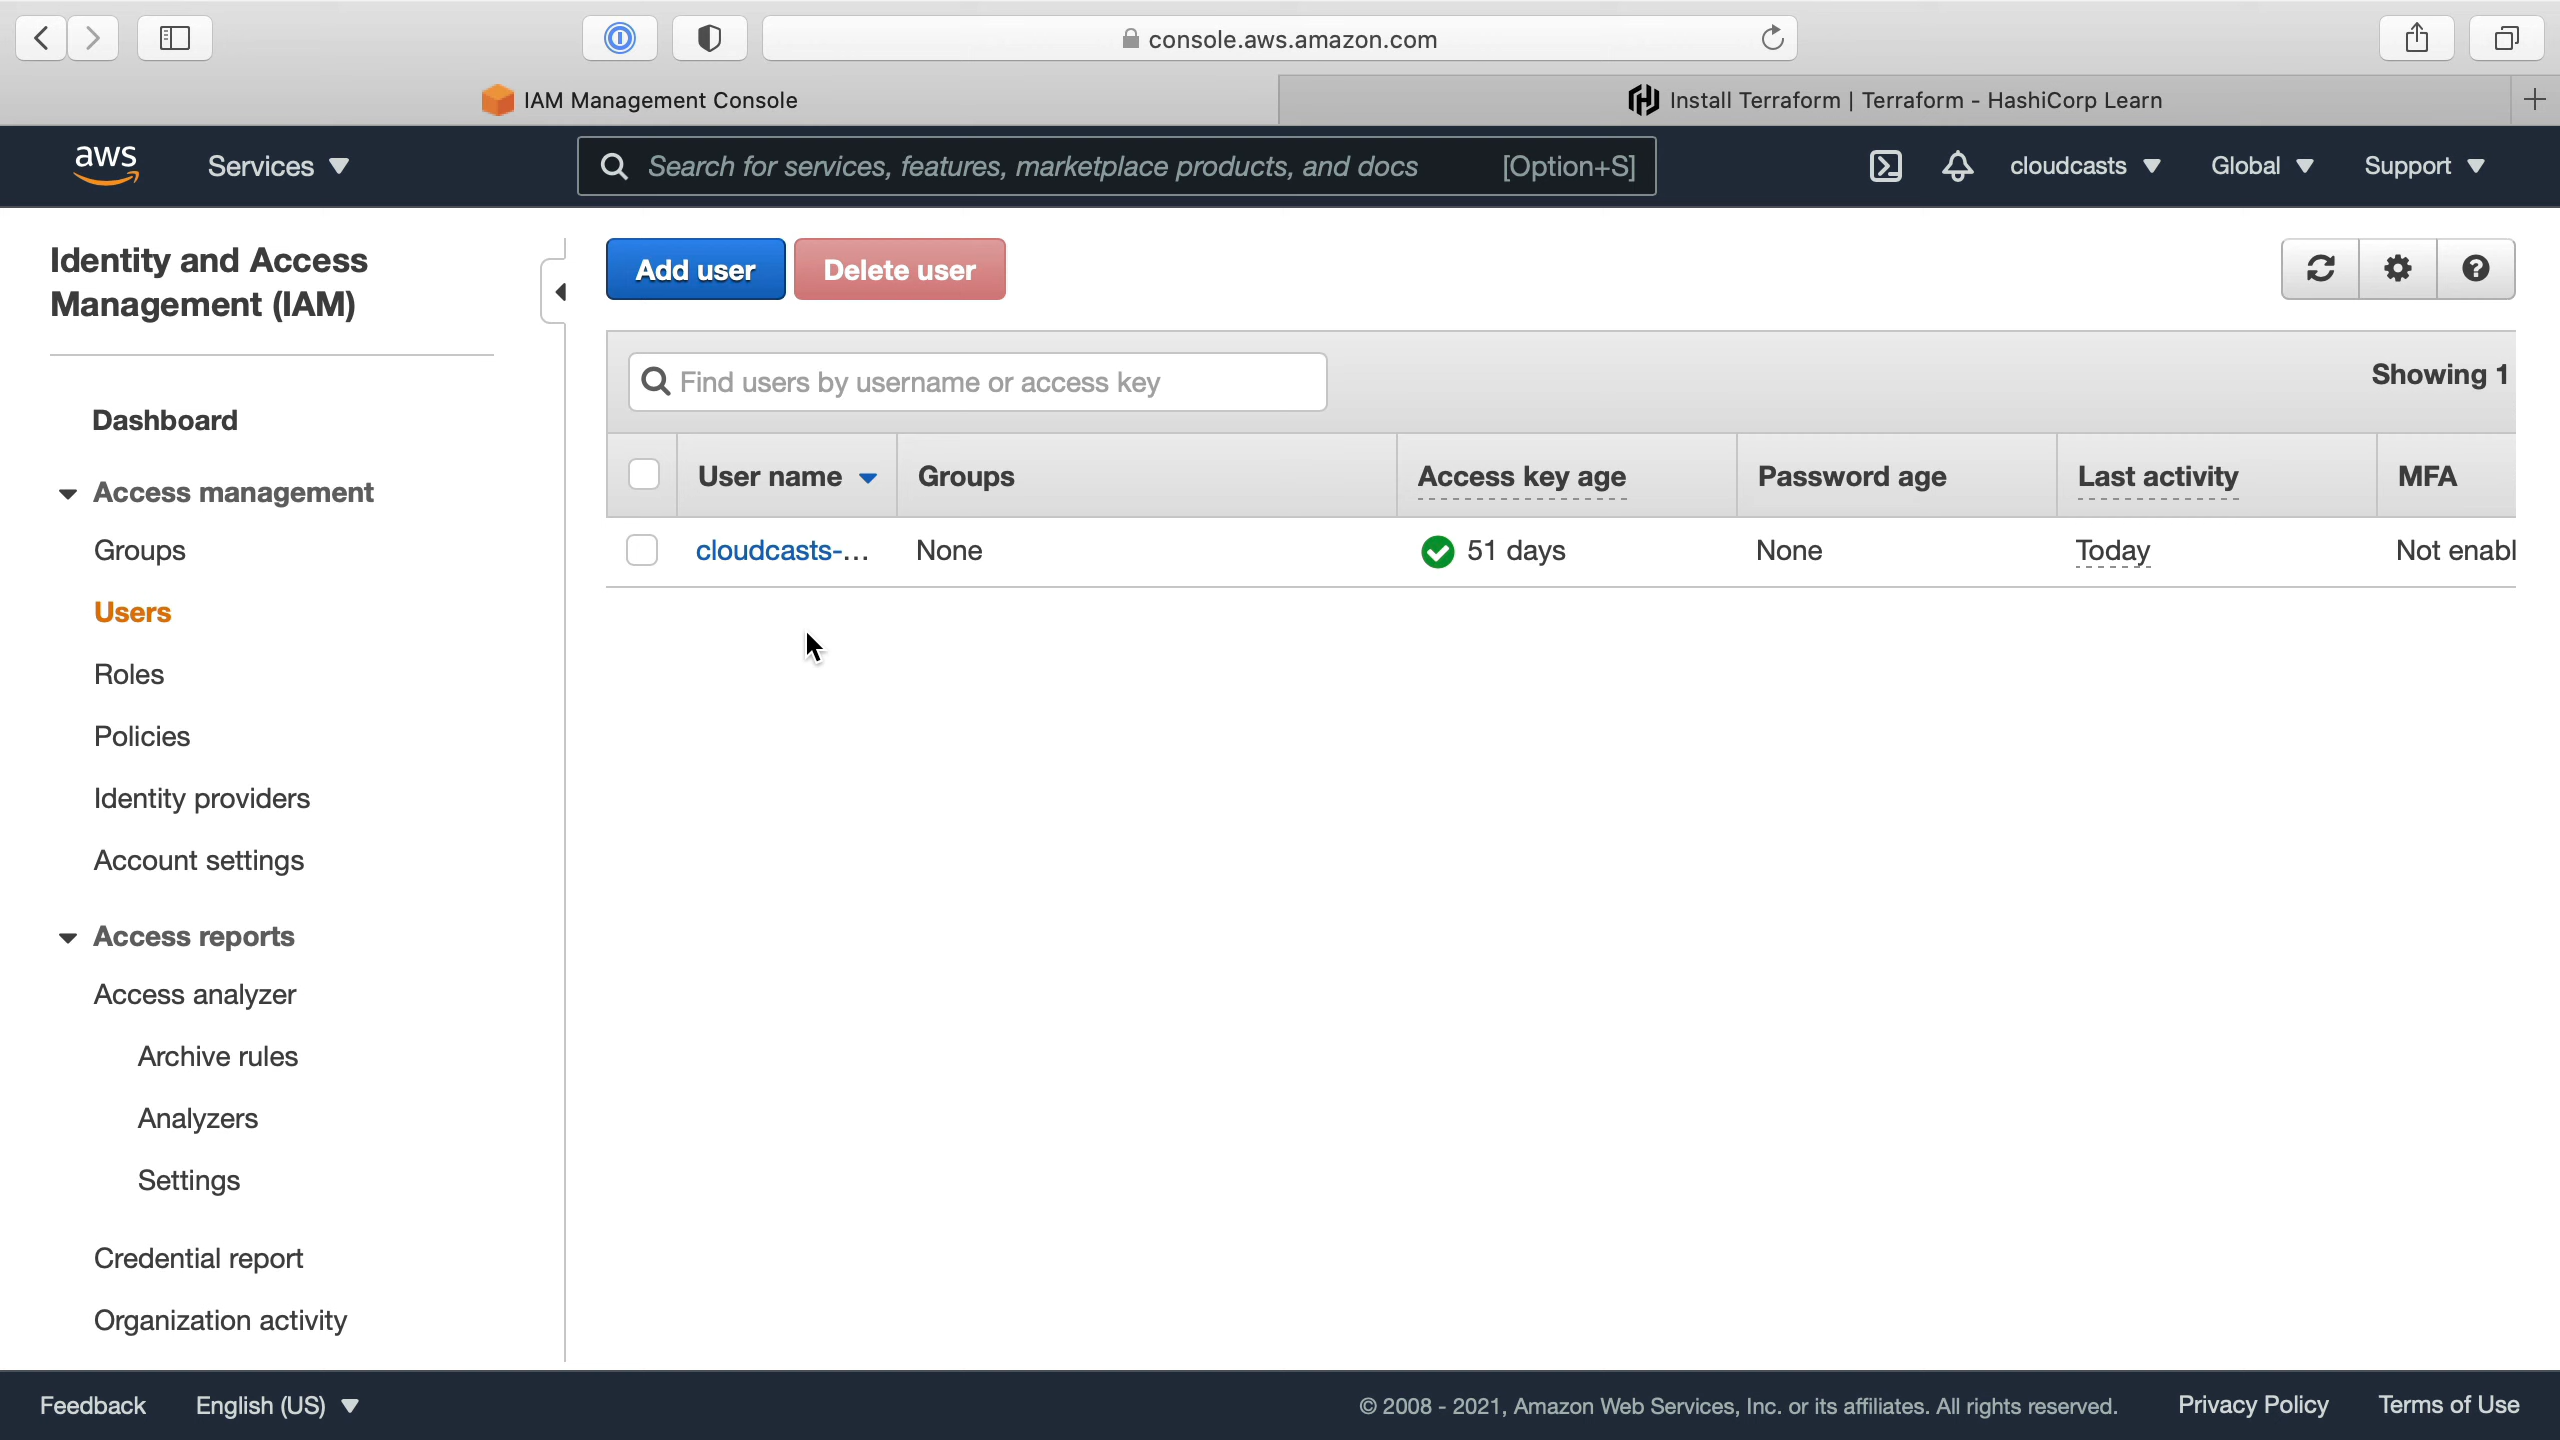 console.aws.amazon.com
IAM Management Console
Install Terraform | Terraform - HashiCorp Learn
aws
Services
Search for services, features, marketplace products, and docs [Option+S]
cloudcasts
Global
Support
Identity and Access
Management (IAM)
Dashboard
Access management
Groups
Users
Roles
Policies
Identity providers
Account settings
Access reports
Access analyzer
Archive rules
Analyzers
Settings
Credential report
Organization activity
Add user
Delete user
Find users by username or access key
Showing 1
User name Groups Access key age Password age Last activity MFA
cloudcasts-... None 51 days None Today Not enabl
Feedback
English (US)
© 2008 - 2021, Amazon Web Services, Inc. or its affiliates. All rights reserved.
Privacy Policy
Terms of Use